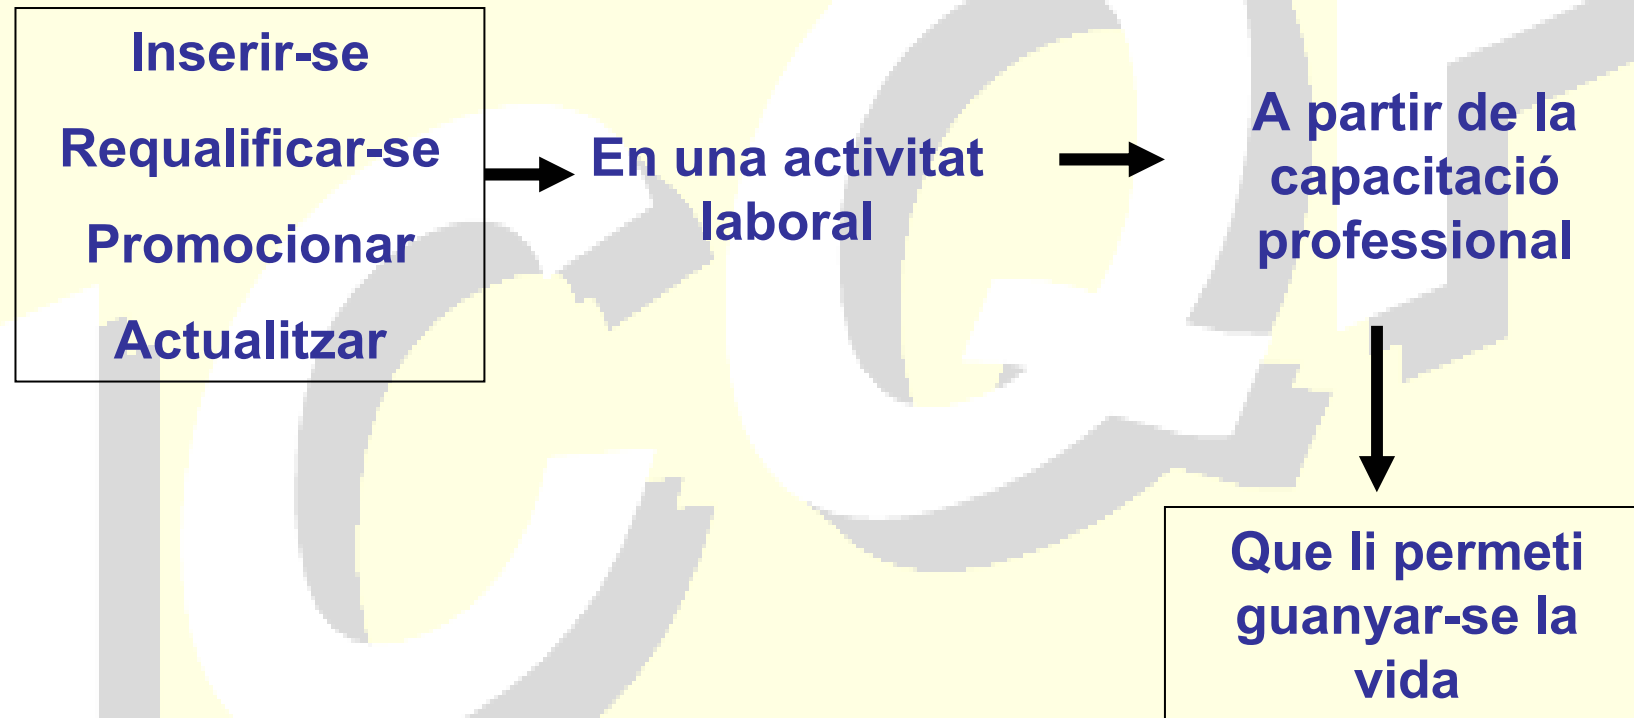 Inserir-se
Requalificar-se
Promocionar
Actualitzar
En una activitat
laboral
A partir de la
capacitació
professional
Que li permeti
guanyar-se la
vida